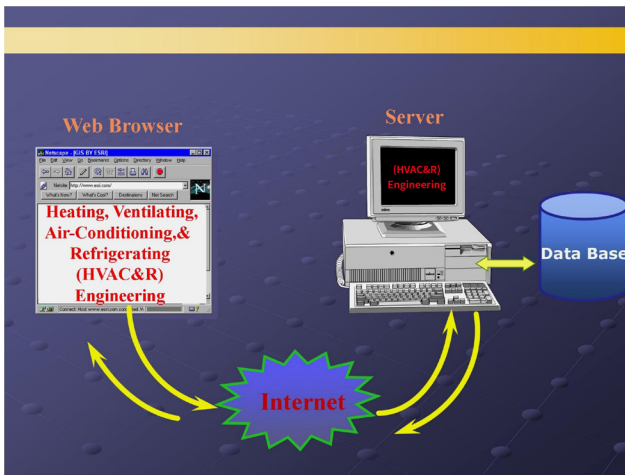 Web Browser
Server
Netscape - [GIS BY ESRI]
File Edit View Go Bookmarks Options Directory Window Help
Netsite http://www.esri.com/
What's New? What's Cool? Destinations Net Search
N
Heating, Ventilating,
Air-Conditioning,&
Refrigerating
(HVAC&R)
Engineering
(HVAC&R)
Engineering
Data Base
Internet